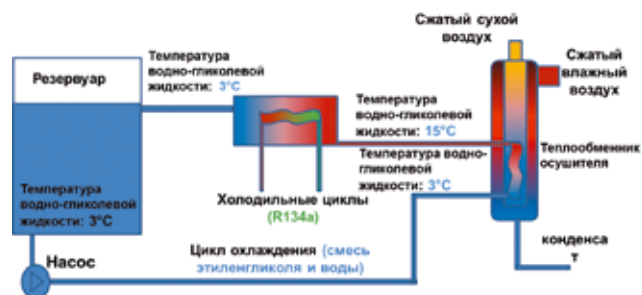 Сжатый сухой
воздух
Сжатый
влажный
воздух
Температура
водно-гликолевой
жидкости: 3°C
Резервуар
Температура
водно-гликолевой
жидкости: 15°C
Теплообменник
осушителя
Температура водно-
гликолевой
жидкости: 3°C
Холодильные циклы
(R134a)
Температура
водно-гликолевой
жидкости: 3°C
Насос
Цикл охлаждения (смесь
этиленгликоля и воды)
конденса
т